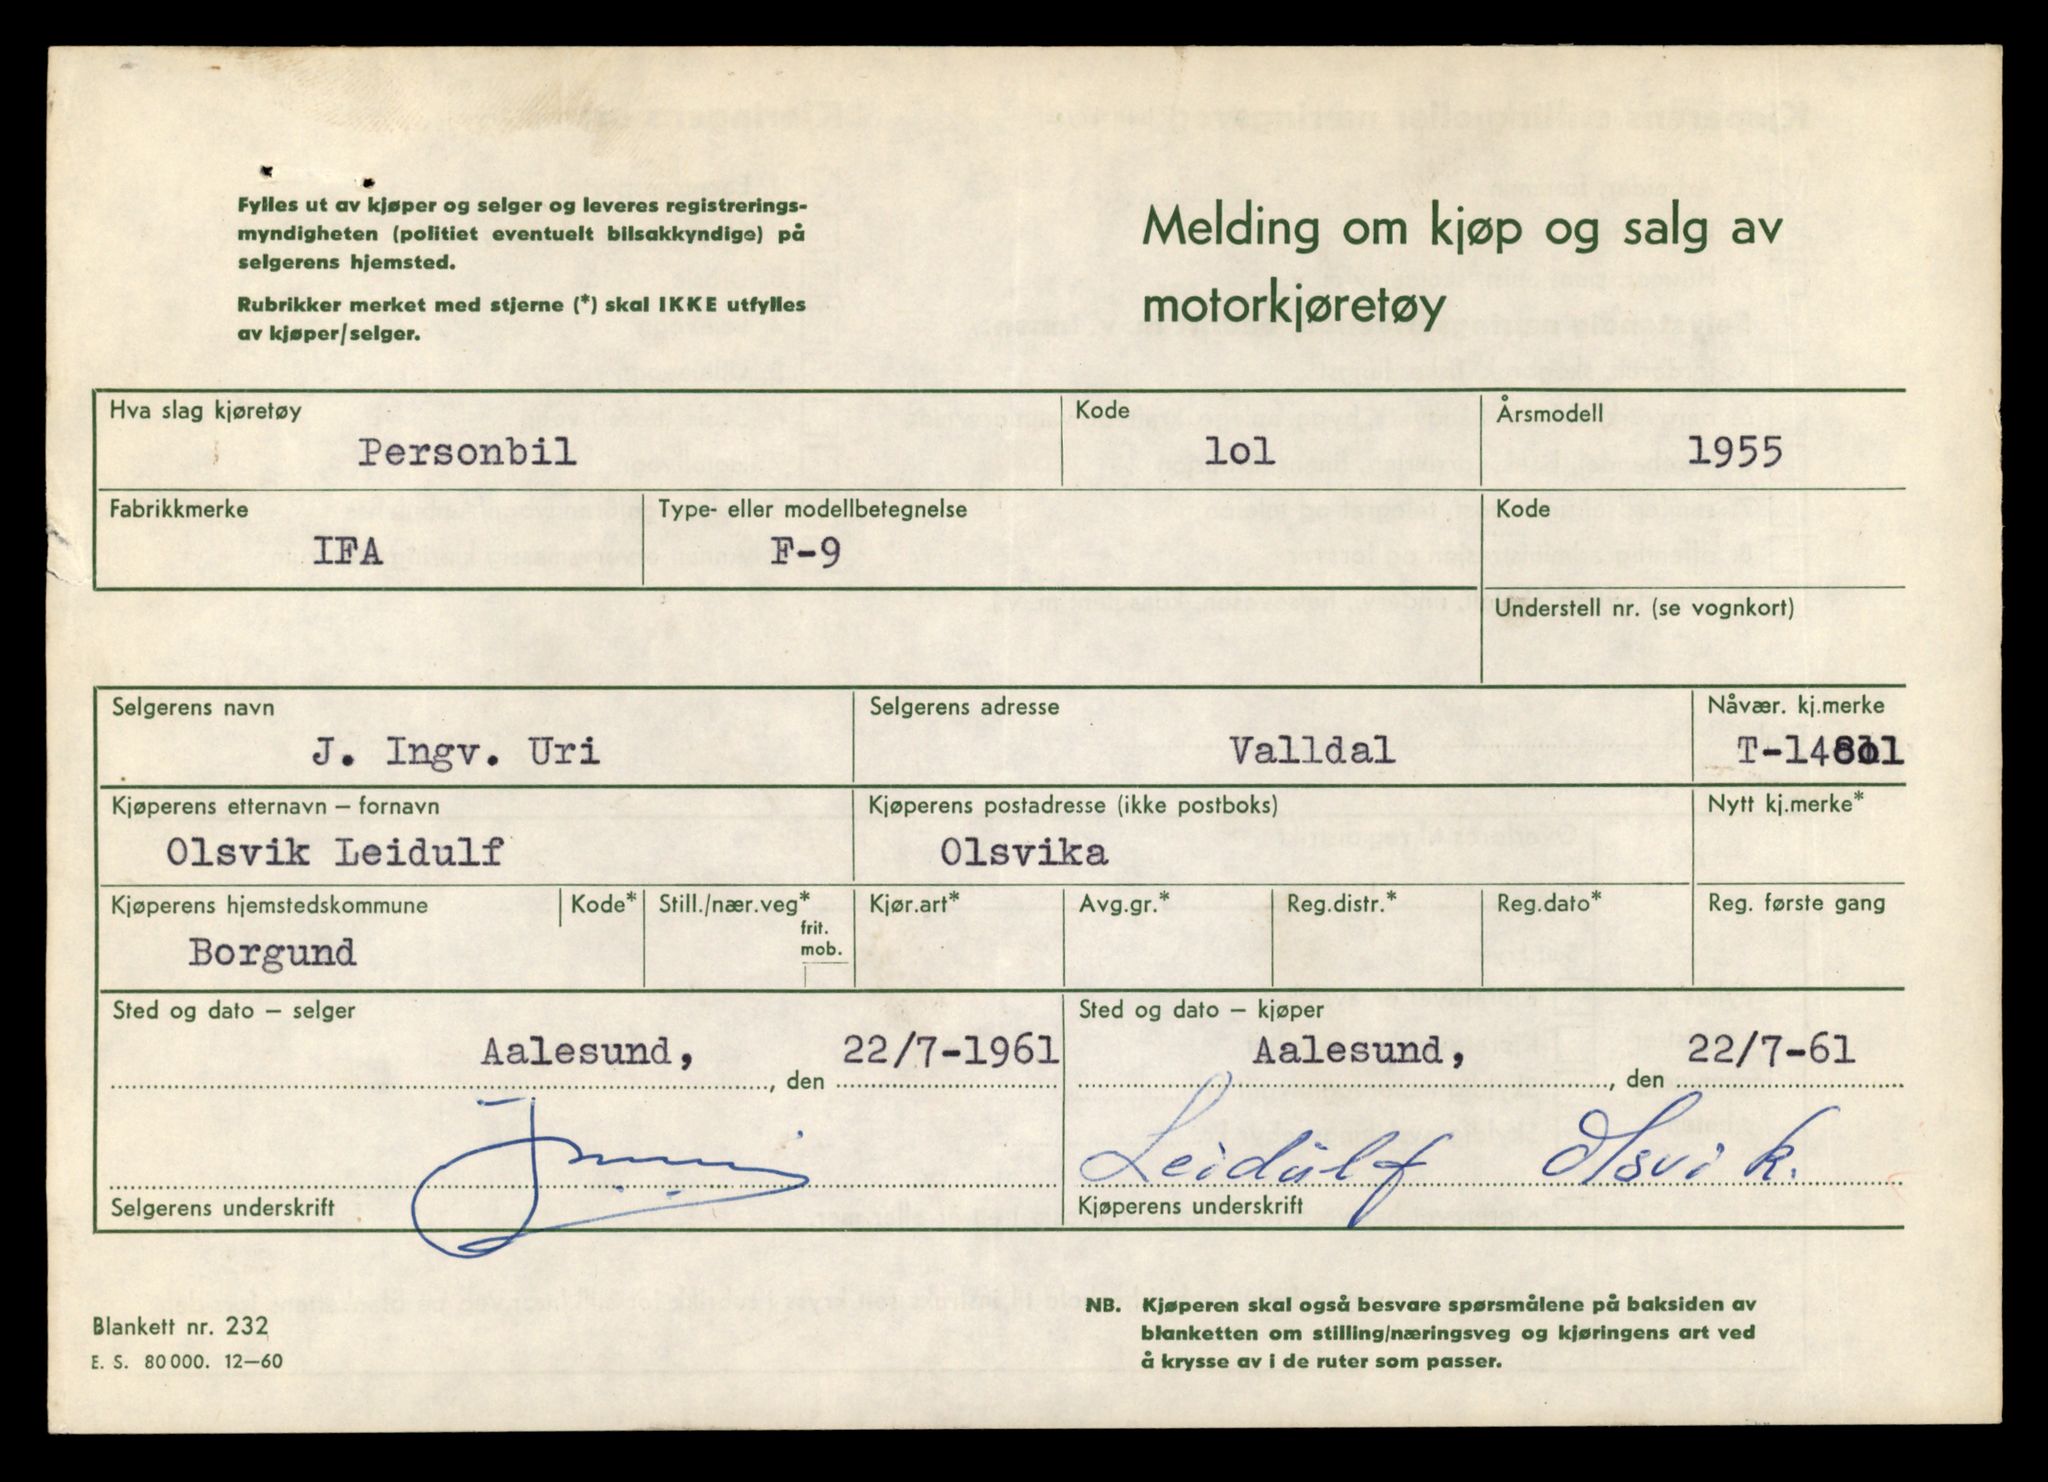 Fylles ut av kjøper og selger og leveres registrerings-
myndigheten (politiet eventuelt bilsakkyndige) på
selgerens hjemsted.
Rubrikker merket med stjerne (*) skal IKKE utfylles
av kjøper/selger.
Melding om kjøp og salg av
motorkjøretøy
Hva slag kjøretøy Kode Årsmodell
Personbil lol 1955
Fabrikkmerke Type- eller modellbetegnelse Kode
IFA F-9
Understell nr. (se vognkort)
Selgerens navn Selgerens adresse Nåvær. kj.merke
J. Ingv. Uri Valldal
Kjøperens etternavn – fornavn Kjøperens postadresse (ikke postboks) Nytt kj.merke*
Olsvik Leidulf Olsvika
Kjøperens hjemstedskommune Kode* Still./nær.veg* Kjør.art* Avg.gr.* Reg.distr.* Reg.dato* Reg. første gang
frit.
mob.
Borgund
Sted og dato – selger Sted og dato – kjøper
Aalesund, den 22/7-1961 Aalesund, den 22/7-61
Leidulf Olsvik.
Selgerens underskrift Kjøperens underskrift
Blankett nr. 232
E. S. 80 000. 12–60
NB. Kjøperen skal også besvare spørsmålene på baksiden av
blanketten om stilling/næringsveg og kjøringens art ved
å krysse av i de ruter som passer.